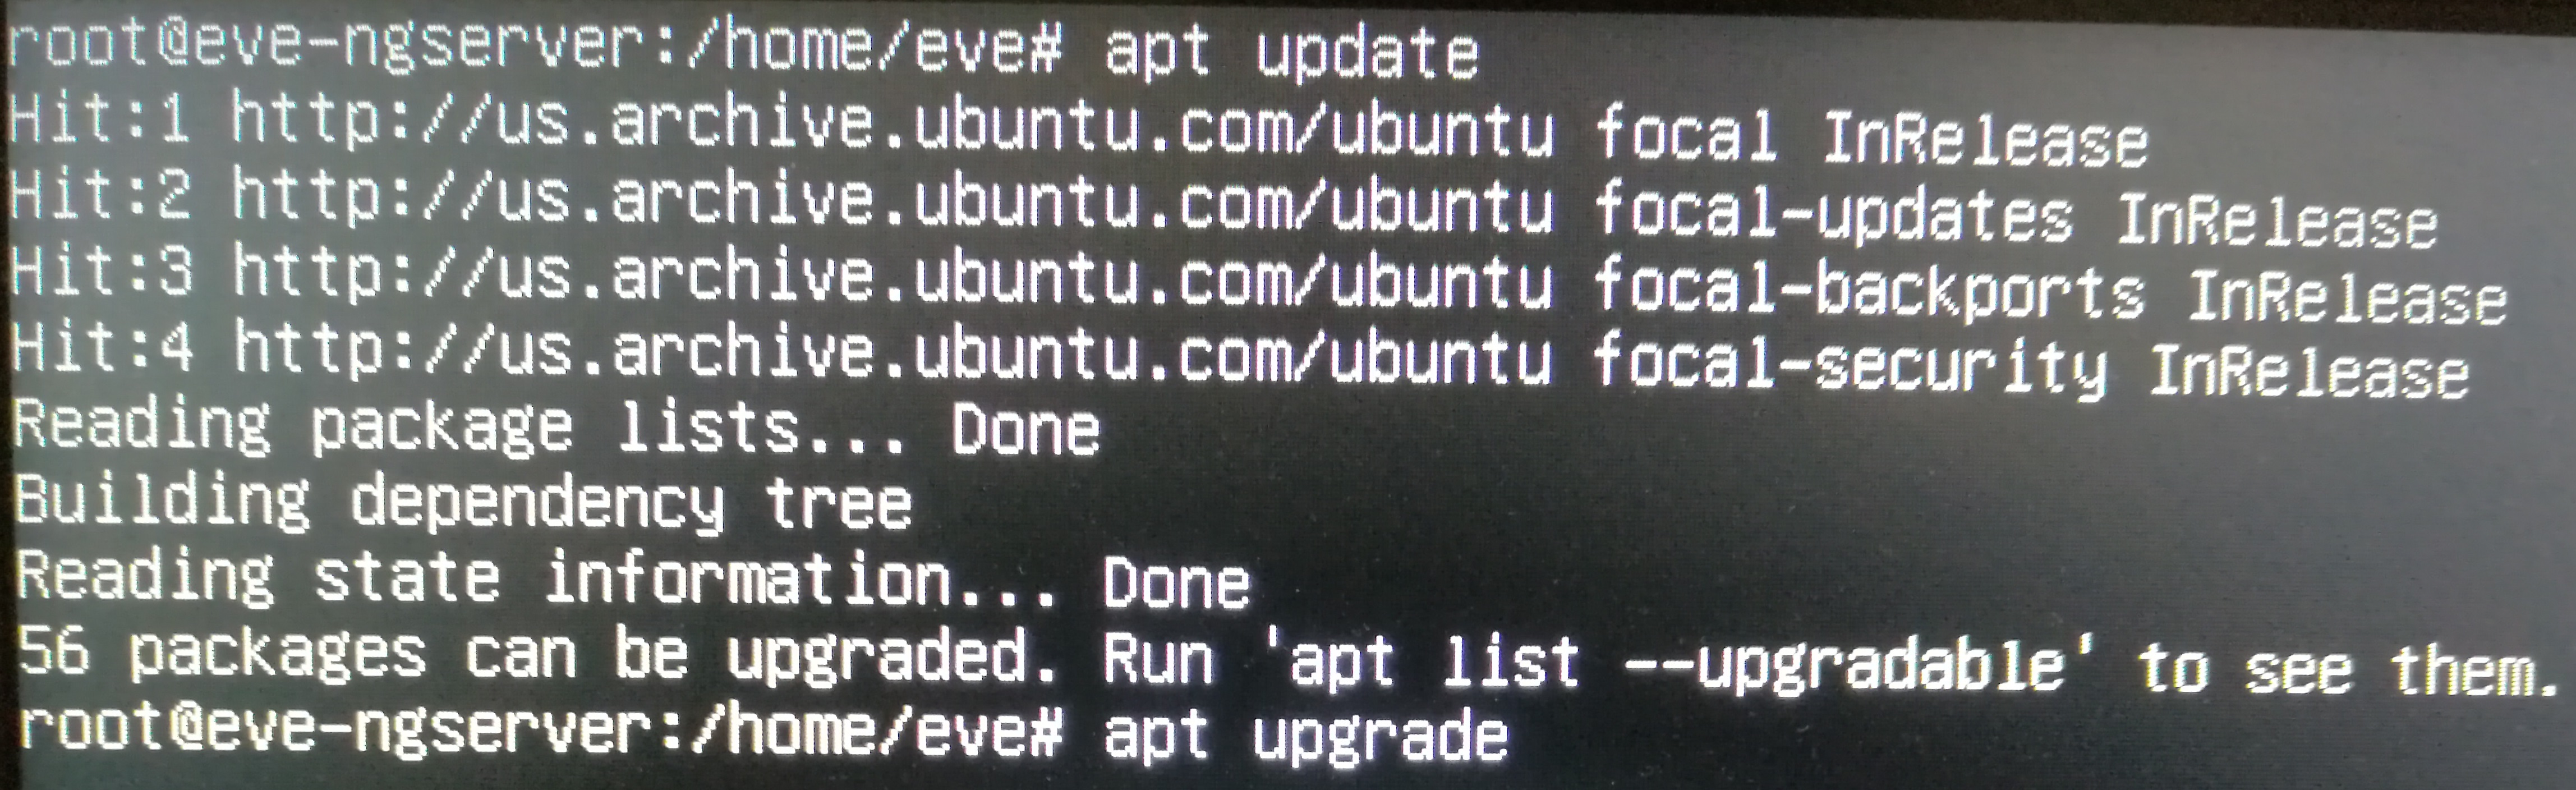 root@eve-ngserver:/home/eve# apt update
Hit:1 http://us.archive.ubuntu.com/ubuntu focal InRelease
Hit:2 http://us.archive.ubuntu.com/ubuntu focal-updates InRelease
Hit:3 http://us.archive.ubuntu.com/ubuntu focal-backports InRelease
Hit:4 http://us.archive.ubuntu.com/ubuntu focal-security InRelease
Reading package lists... Done
Building dependency tree
Reading state information... Done
56 packages can be upgraded. Run 'apt list --upgradable' to see them.
root@eve-ngserver:/home/eve# apt upgrade